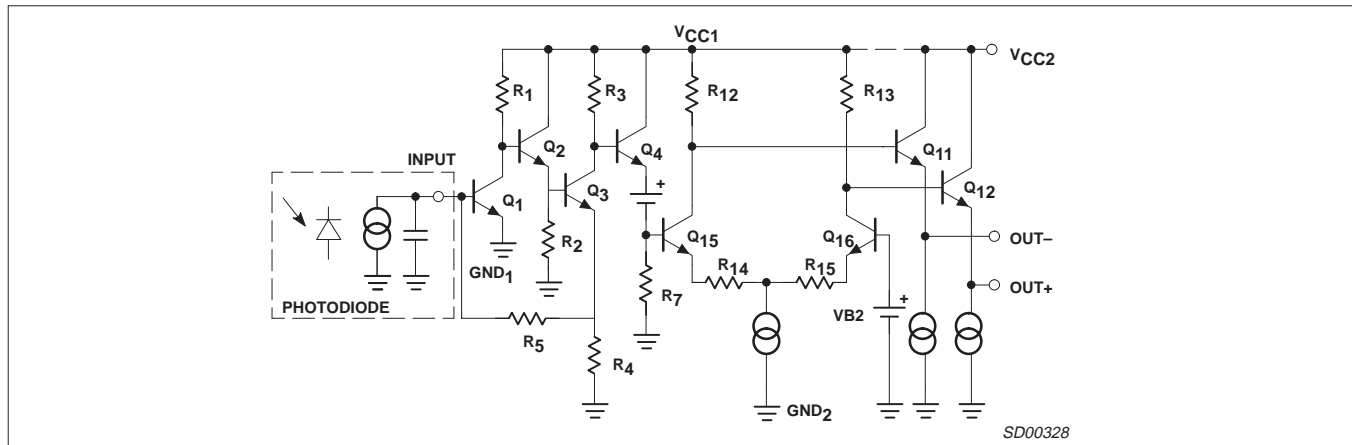 VCC1
VCC2
R1
R3
R12
R13
INPUT
Q2
Q4
Q11
Q1
Q3
Q12
Q15
Q16
R2
GND1
R14
R15
OUT–
R7
OUT+
PHOTODIODE
R5
VB2
R4
GND2
SD00328
+
+